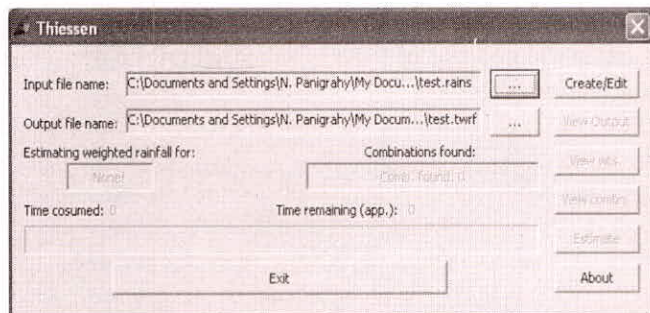 Thiessen
Input file name: C:\Documents and Settings\N. Panigrahy\My Docu...\test.rains ... Create/Edit
Output file name: C:\Documents and Settings\N. Panigrahy\My Docum...\test.twrf ... View Output
Estimating weighted rainfall for: Combinations found:
None! Comb. found: 0 View wts.
Time cosumed: 0 Time remaining (app.): 0 View combn.
Estimate
Exit About